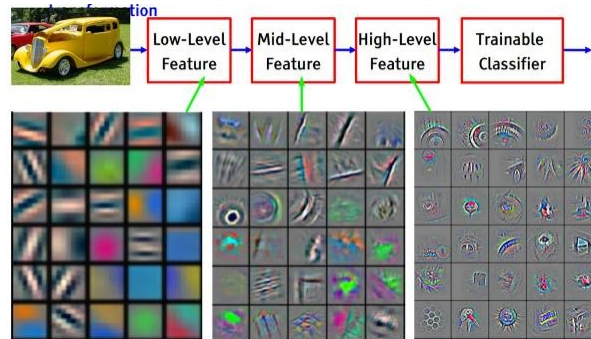 Low-Level
Feature
Mid-Level
Feature
High-Level
Feature
Trainable
Classifier